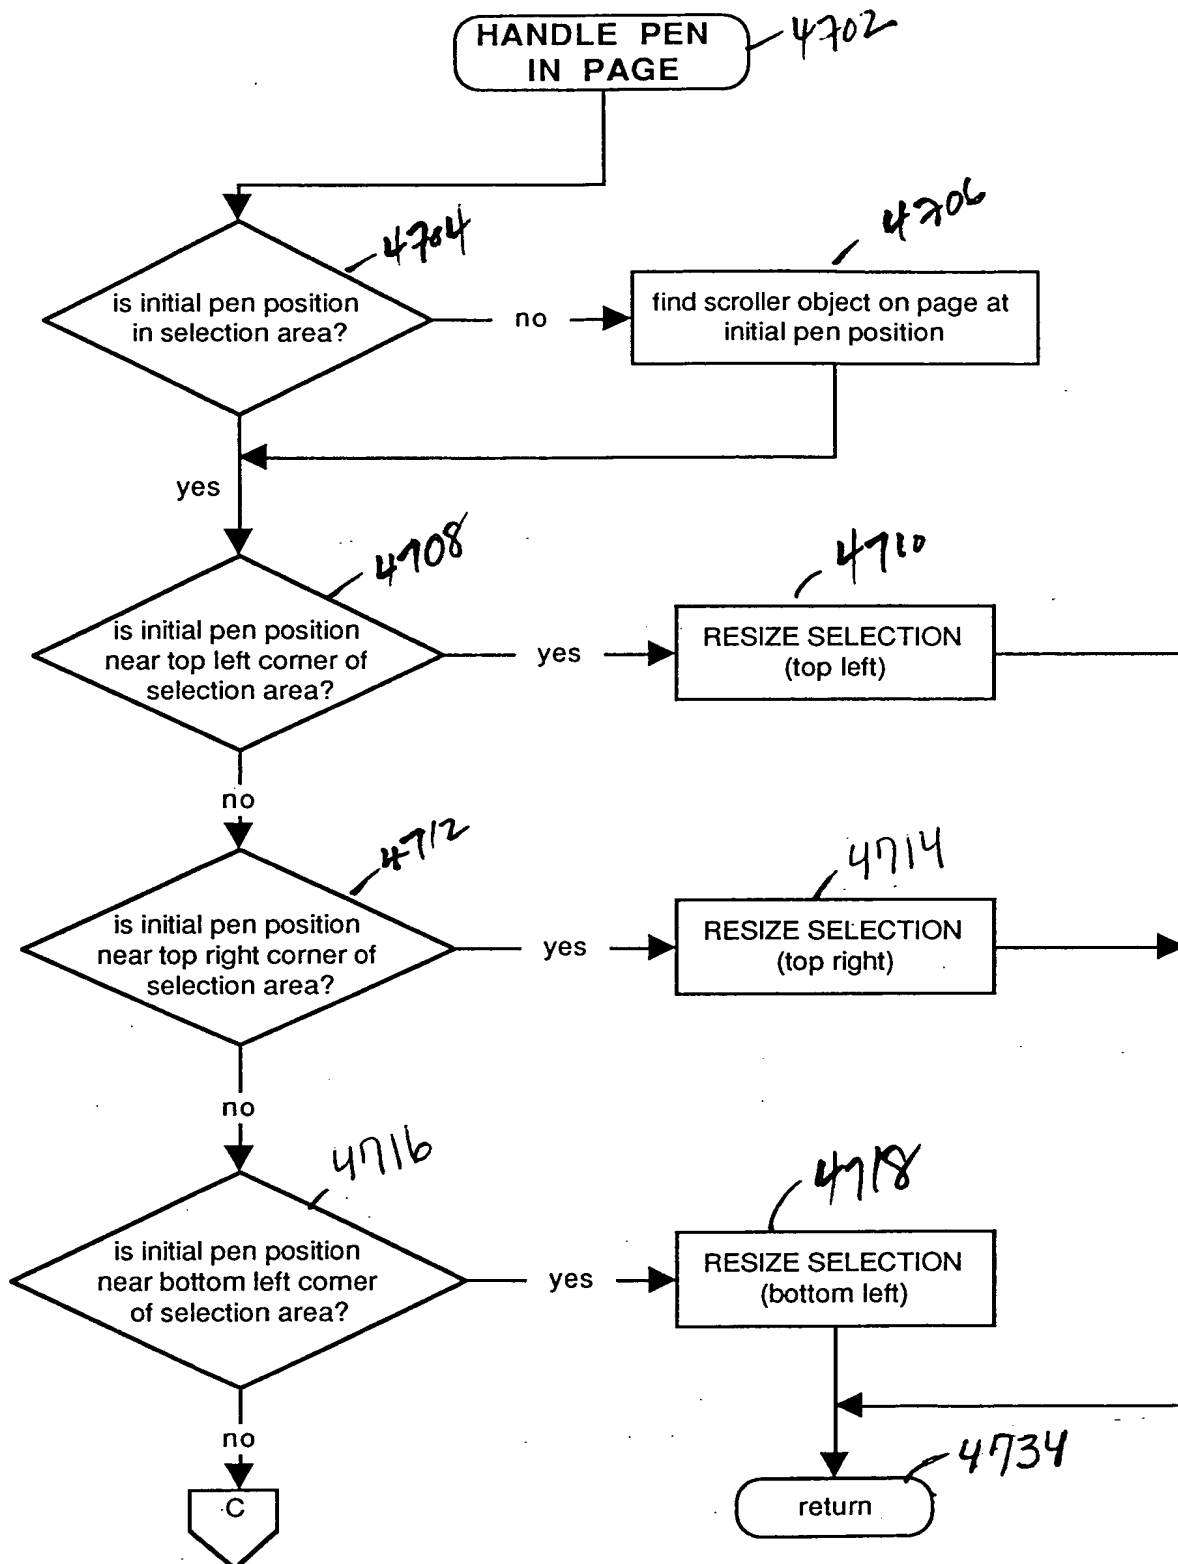 HANDLE PEN
IN PAGE
4702
4704
is initial pen position
in selection area?
no
4706
find scroller object on page at
initial pen position
yes
4708
is initial pen position
near top left corner of
selection area?
yes
4710
RESIZE SELECTION
(top left)
no
4712
is initial pen position
near top right corner of
selection area?
yes
4714
RESIZE SELECTION
(top right)
no
4716
is initial pen position
near bottom left corner
of selection area?
yes
4718
RESIZE SELECTION
(bottom left)
no
C
4734
return